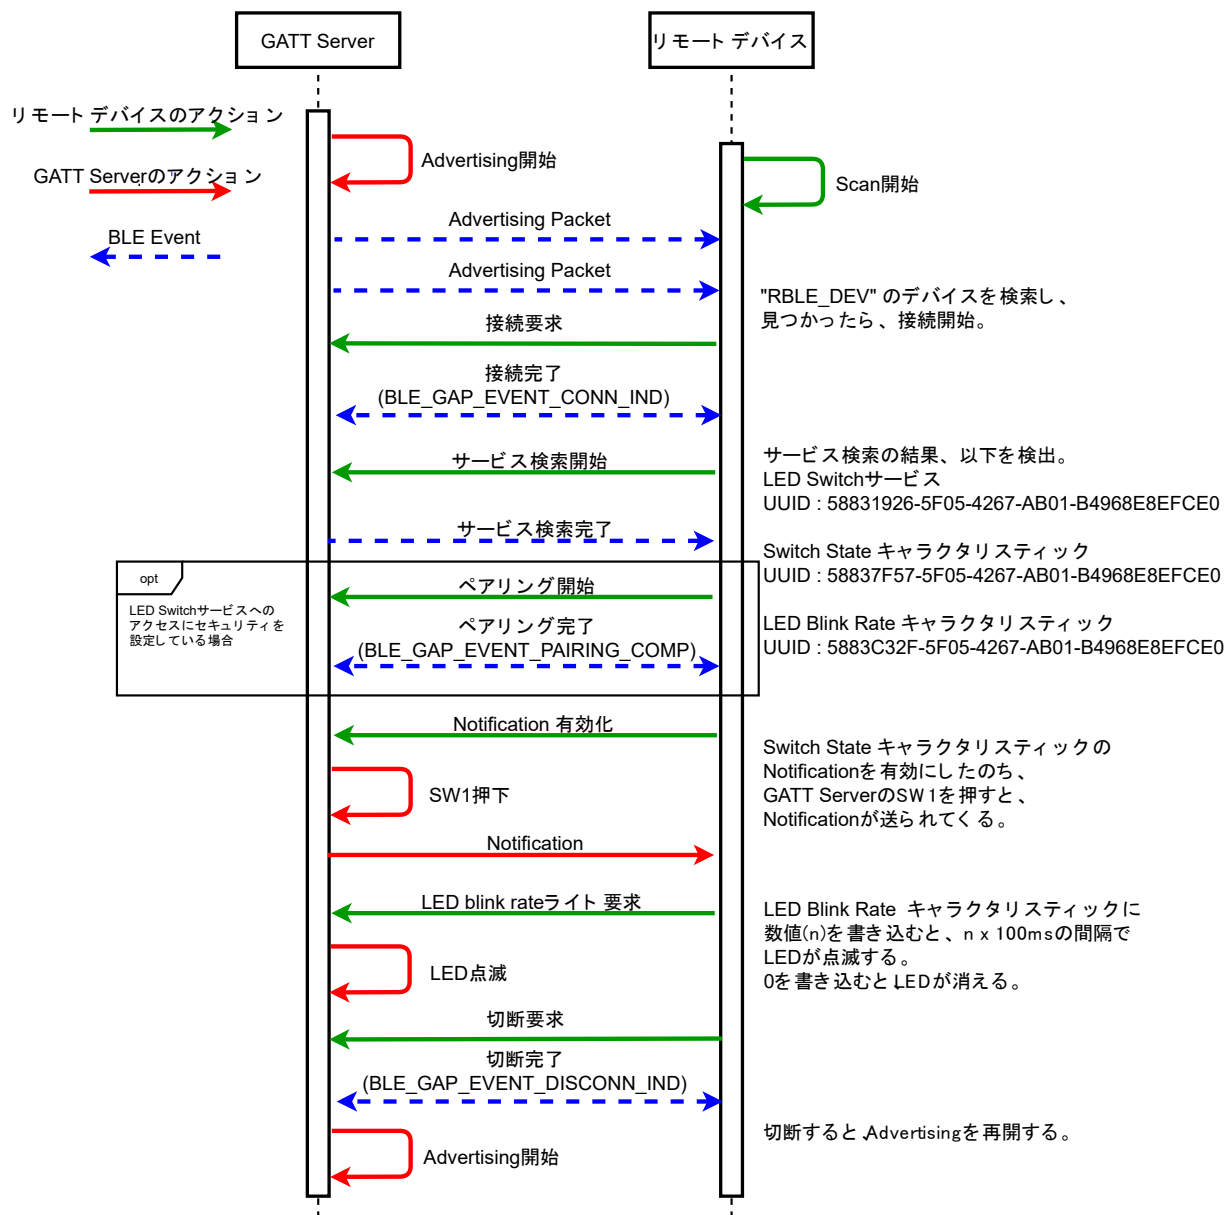 GATT Server
リモートデバイス
リモートデバイスのアクション
GATT Serverのアクション
BLE Event
Advertising開始
Scan開始
Advertising Packet
Advertising Packet
"RBLE_DEV" のデバイスを検索し、
見つかったら、接続開始。
接続要求
接続完了
(BLE_GAP_EVENT_CONN_IND)
サービス検索開始
サービス検索の結果、以下を検出。
LED Switchサービス
UUID : 58831926-5F05-4267-AB01-B4968E8EFCE0
サービス検索完了
Switch State キャラクタリスティック
UUID : 58837F57-5F05-4267-AB01-B4968E8EFCE0
opt
LED Switchサービスへの
アクセスにセキュリティを
設定している場合
ペアリング開始
ペアリング完了
(BLE_GAP_EVENT_PAIRING_COMP)
LED Blink Rate キャラクタリスティック
UUID : 5883C32F-5F05-4267-AB01-B4968E8EFCE0
Notification 有効化
Switch State キャラクタリスティックの
Notificationを有効にしたのち、
GATT ServerのSW1を押すと、
Notificationが送られてくる。
SW1押下
Notification
LED blink rateライト要求
LED Blink Rate キャラクタリスティックに
数値(n)を書き込むと、n x 100msの間隔で
LEDが点滅する。
0を書き込むとLEDが消える。
LED点滅
切断要求
切断完了
(BLE_GAP_EVENT_DISCONN_IND)
切断すると、Advertisingを再開する。
Advertising開始